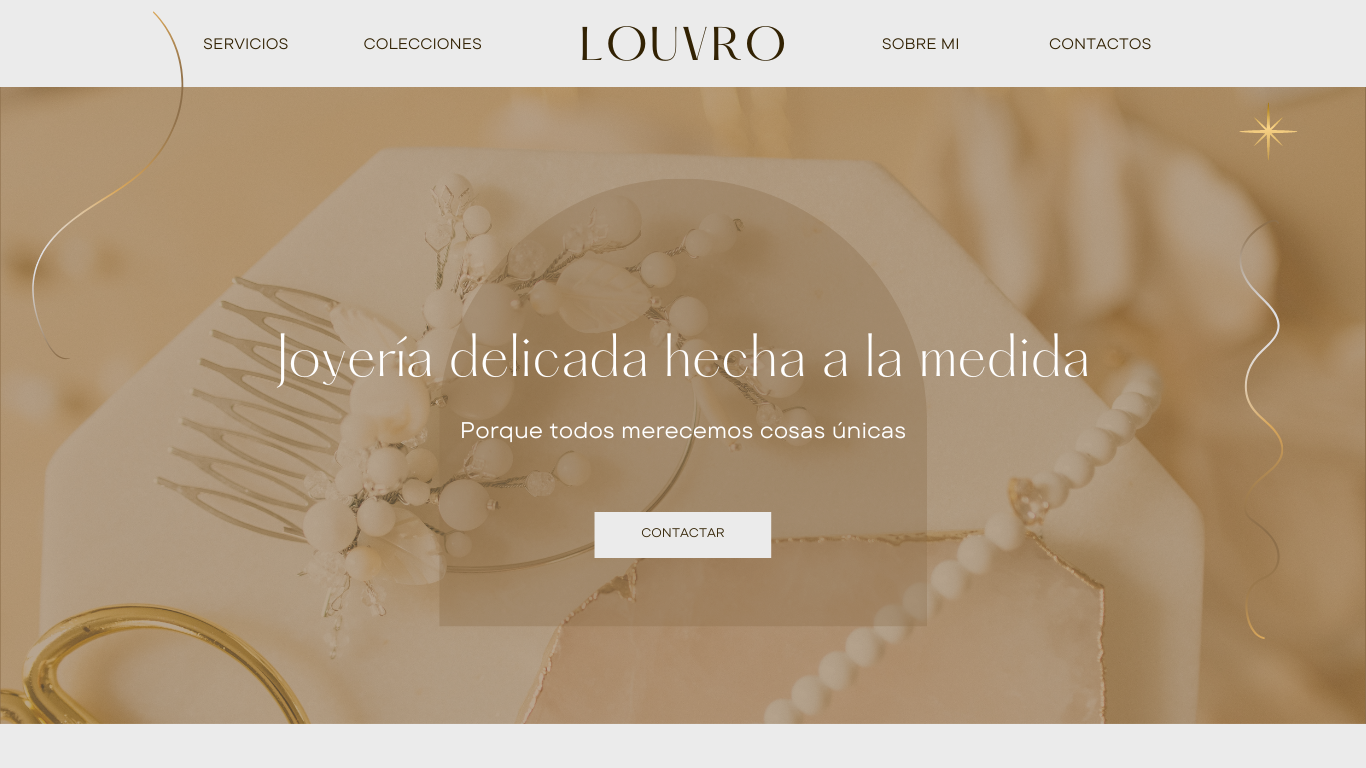 SERVICIOS
COLECCIONES
LOUVRO
SOBRE MI
CONTACTOS
Joyería delicada hecha a la medida
Porque todos merecemos cosas únicas
CONTACTAR